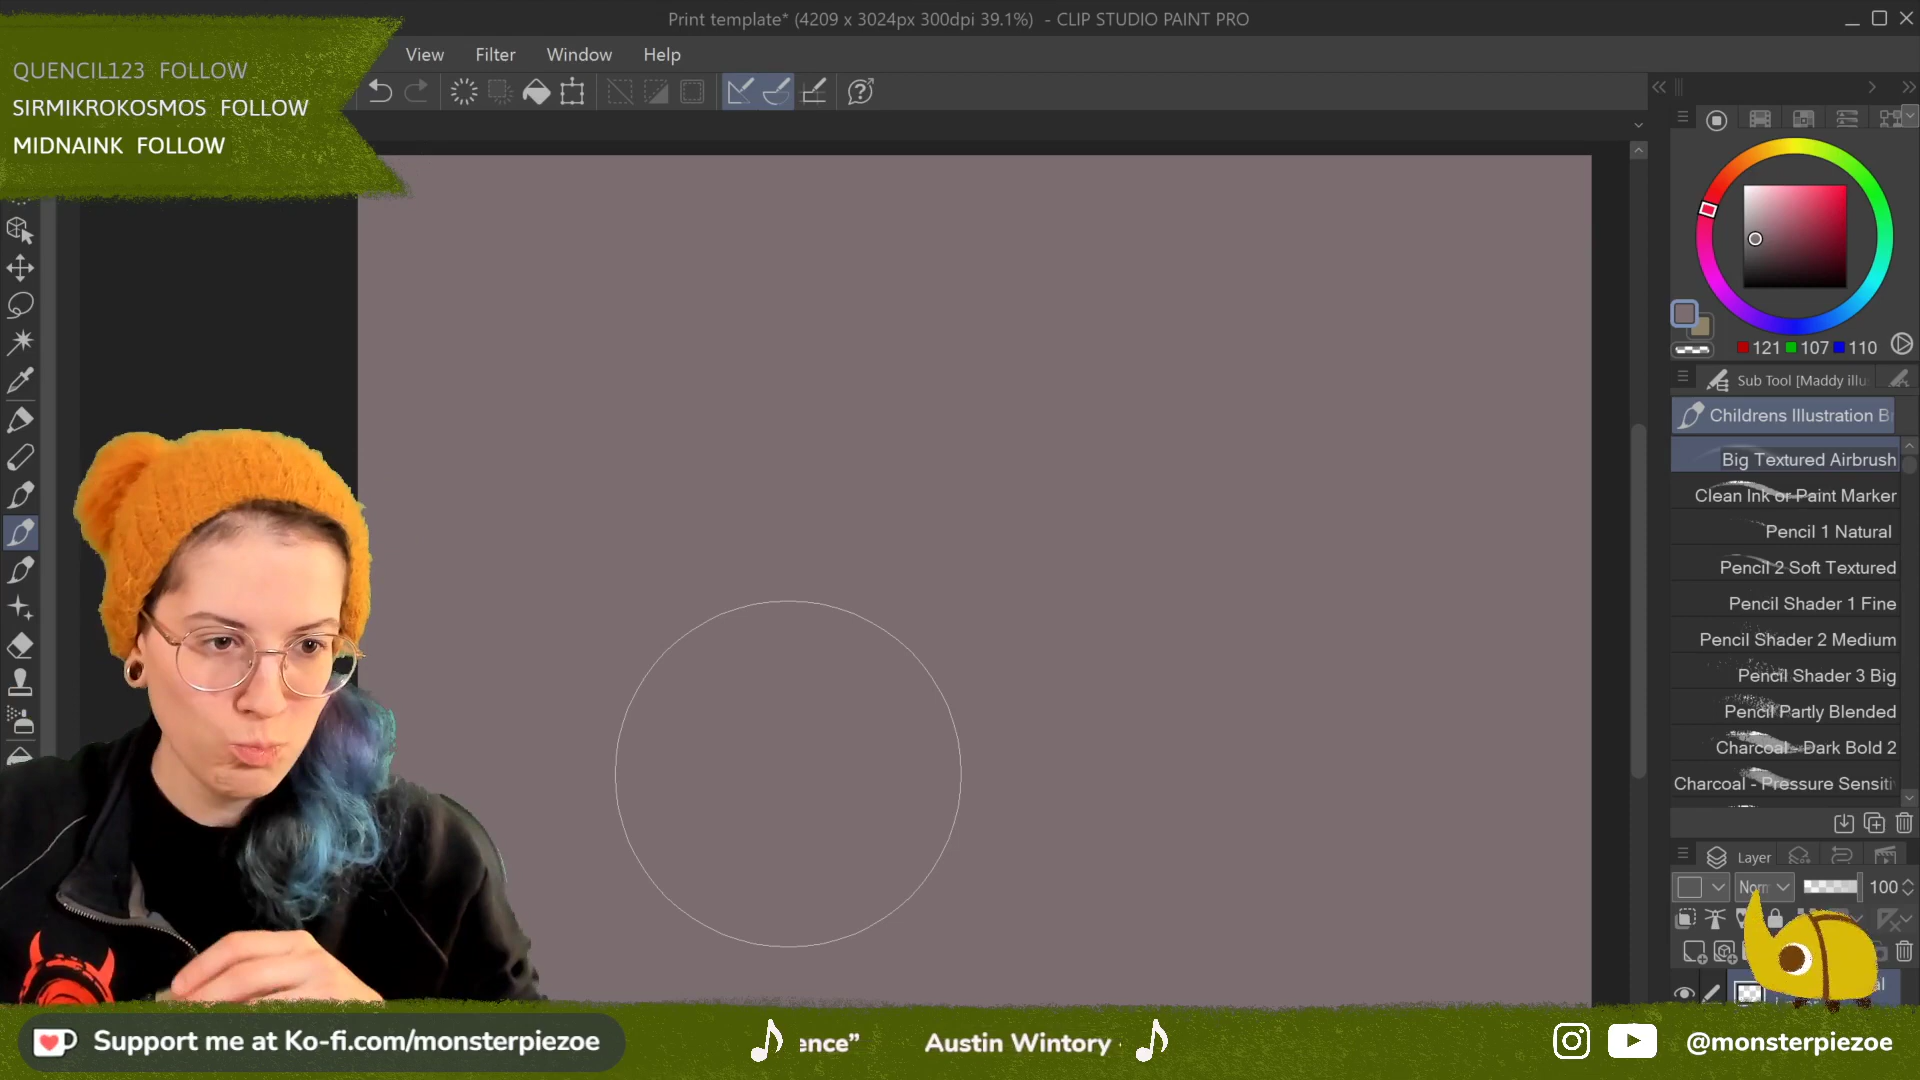 Print template* (4209 x 3024px 300dpi 39.1%) - CLIP STUDIO PAINT PRO
View Filter Window Help
QUENCIL123 FOLLOW
SIRMIKROKOSMOS FOLLOW
MIDNAINK FOLLOW
121 107 110
Sub Tool [Maddy illu
Childrens Illustration B
Big Textured Airbrush
Clean Ink or Paint Marker
Pencil 1 Natural
Pencil 2 Soft Textured
Pencil Shader 1 Fine
Pencil Shader 2 Medium
Pencil Shader 3 Big
Pencil Partly Blended
Charcoal - Dark Bold 2
Charcoal - Pressure Sensiti
Layer
Norm 100
Support me at Ko-fi.com/monsterpiezoe
ence” Austin Wintory
@monsterpiezoe